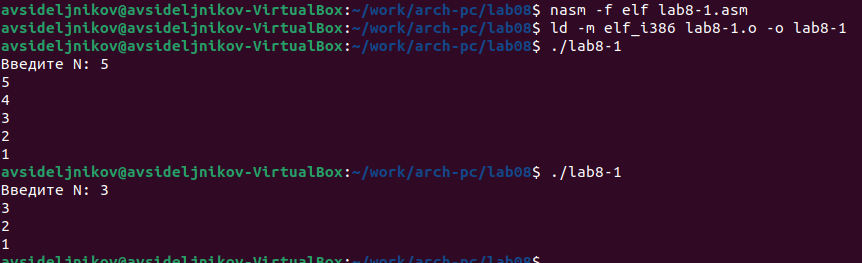 avsideljnikov@avsideljnikov-VirtualBox:~/work/arch-pc/lab08$ nasm -f elf lab8-1.asm
avsideljnikov@avsideljnikov-VirtualBox:~/work/arch-pc/lab08$ ld -m elf_i386 lab8-1.o -o lab8-1
avsideljnikov@avsideljnikov-VirtualBox:~/work/arch-pc/lab08$ ./lab8-1
Введите N: 5
5
4
3
2
1
avsideljnikov@avsideljnikov-VirtualBox:~/work/arch-pc/lab08$ ./lab8-1
Введите N: 3
3
2
1
avsideljnikov@avsideljnikov-VirtualBox:~/work/arch-pc/lab08$